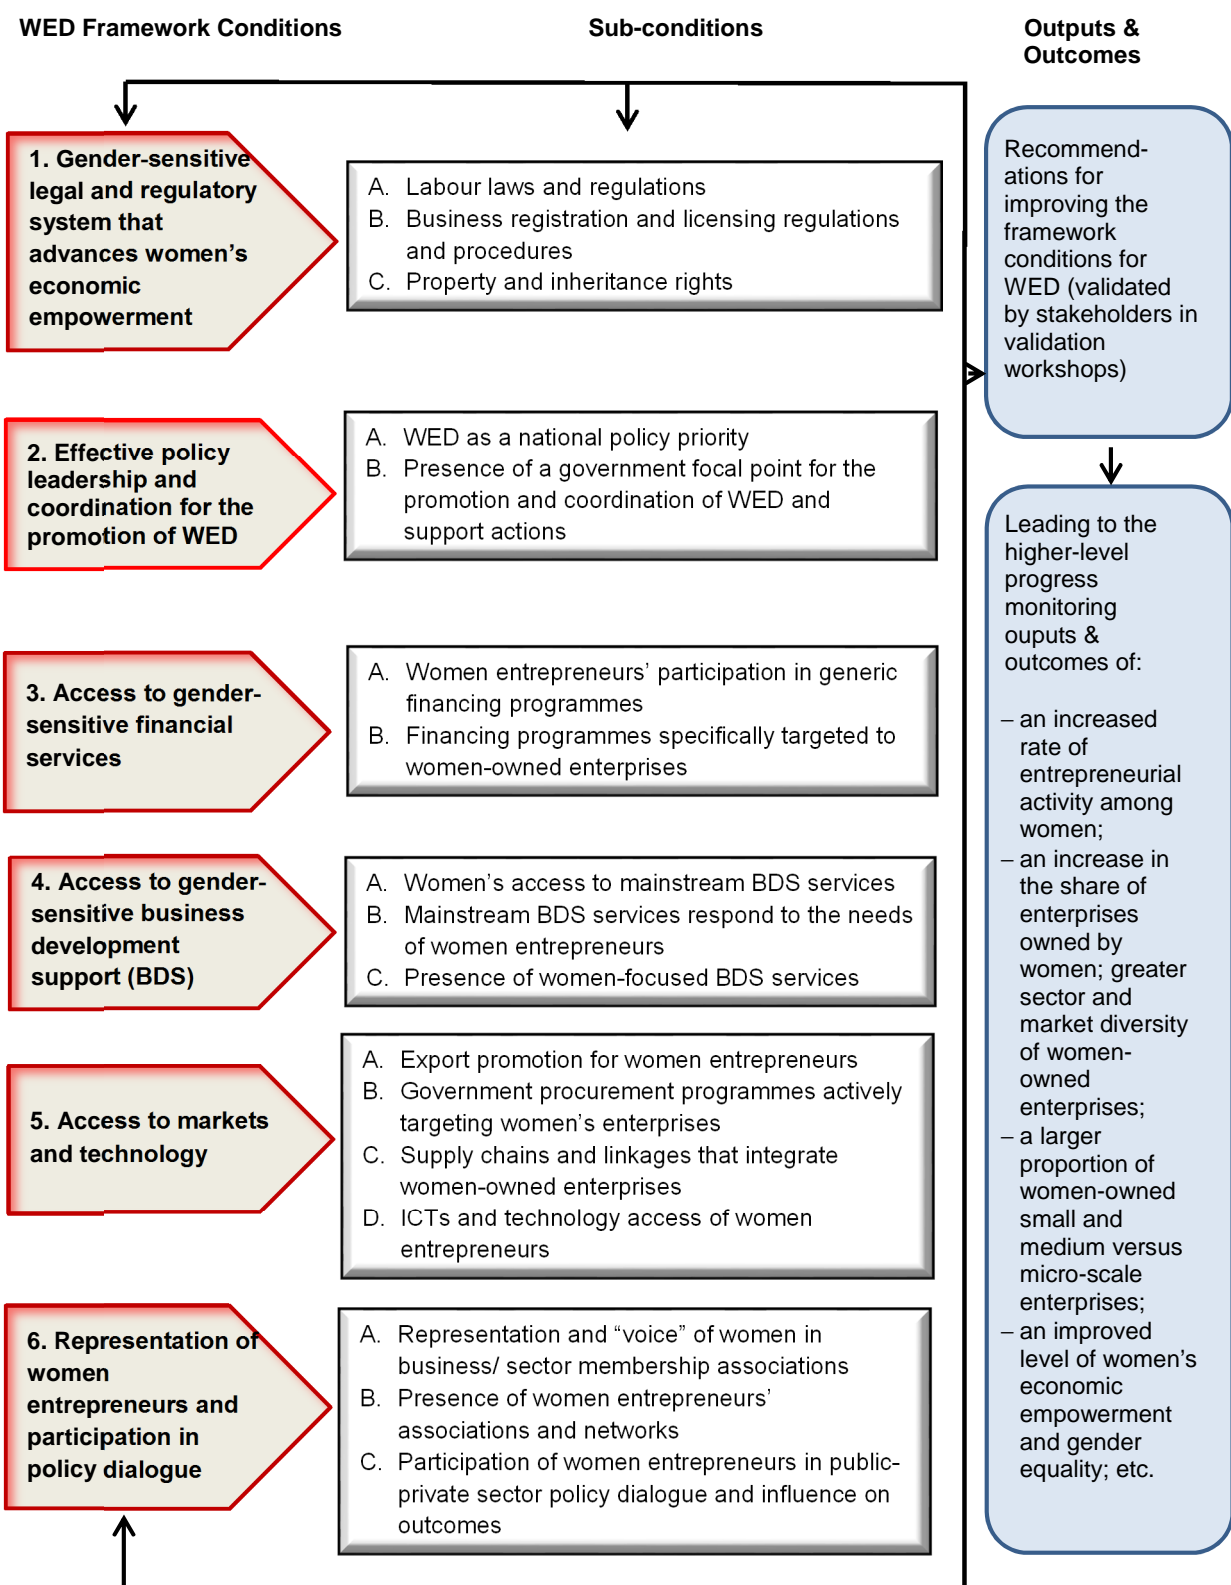 WED Framework Conditions
Sub-conditions
Outputs &
Outcomes
1. Gender-sensitive
legal and regulatory
system that
advances women's
economic
empowerment
A. Labour laws and regulations
B. Business registration and licensing regulations
and procedures
C. Property and inheritance rights
2. Effective policy
leadership and
coordination for the
promotion of WED
A. WED as a national policy priority
B. Presence of a government focal point for the
promotion and coordination of WED and
support actions
3. Access to gender-
sensitive financial
services
A. Women entrepreneurs' participation in generic
financing programmes
B. Financing programmes specifically targeted to
women-owned enterprises
4. Access to gender-
sensitive business
development
support (BDS)
A. Women's access to mainstream BDS services
B. Mainstream BDS services respond to the needs
of women entrepreneurs
C. Presence of women-focused BDS services
5. Access to markets
and technology
A. Export promotion for women entrepreneurs
B. Government procurement programmes actively
targeting women's enterprises
C. Supply chains and linkages that integrate
women-owned enterprises
D. ICTs and technology access of women
entrepreneurs
6. Representation of
women
entrepreneurs and
participation in
policy dialogue
A. Representation and “voice” of women in
business/ sector membership associations
B. Presence of women entrepreneurs'
associations and networks
C. Participation of women entrepreneurs in public-
private sector policy dialogue and influence on
outcomes
Recommend-
ations for
improving the
framework
conditions for
WED (validated
by stakeholders in
validation
workshops)
Leading to the
higher-level
progress
monitoring
ouputs &
outcomes of:
– an increased
rate of
entrepreneurial
activity among
women;
– an increase in
the share of
enterprises
owned by
women; greater
sector and
market diversity
of women-
owned
enterprises;
– a larger
proportion of
women-owned
small and
medium versus
micro-scale
enterprises;
– an improved
level of women's
economic
empowerment
and gender
equality; etc.